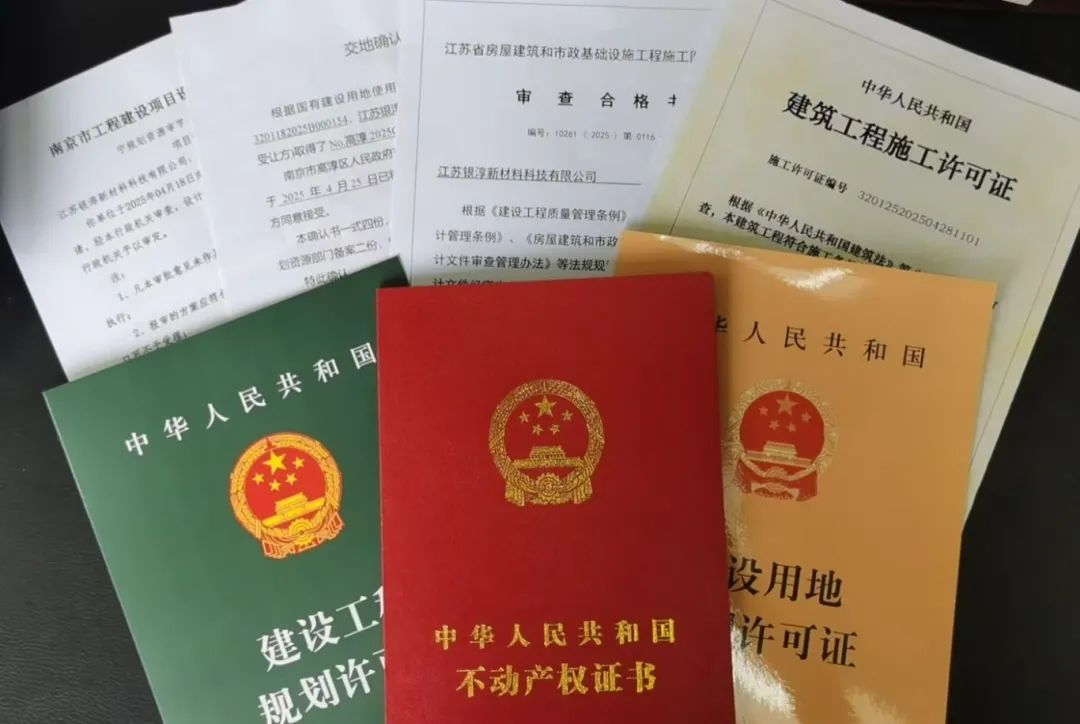 南京市工程建设项目设
宁规划资源审字
项目
江苏银淳新材料科技有限公司:
你单位于2025年04月18日
建，经本行政机关审查，设计
行政机关予以审定。
注:
1、凡本审批意见未作
执行;
2、报审的方案应符
交地确认
根据国有建设用地使用
3201182025B000154，江苏银淳
受让方)取得了No.高淳2025G
南京市高淳区人民政府
于 2025 年 4 月 25 日已
方同意接受。
本确认书一式四份,
划资源部门备案二份,
特此确认
江苏省房屋建筑和市政基础设施工程施工
审 查 合 格 书
编号: 10261 ( 2025 ) 第 0116
江苏银淳新材料科技有限公司
根据《建设工程质量管理条例》
计管理条例》、《房屋建筑和市政
计文件审查管理办法》等法规规
中华人民共和国
建筑工程施工许可证
施工许可证编号 320125202504281101
根据《中华人民共和国建筑法》第
查，本建筑工程符合施工条
中华人民共和国
建设工程
规划许可
中华人民共和国
不动产权证书
华人民共和国
设用地
许可证